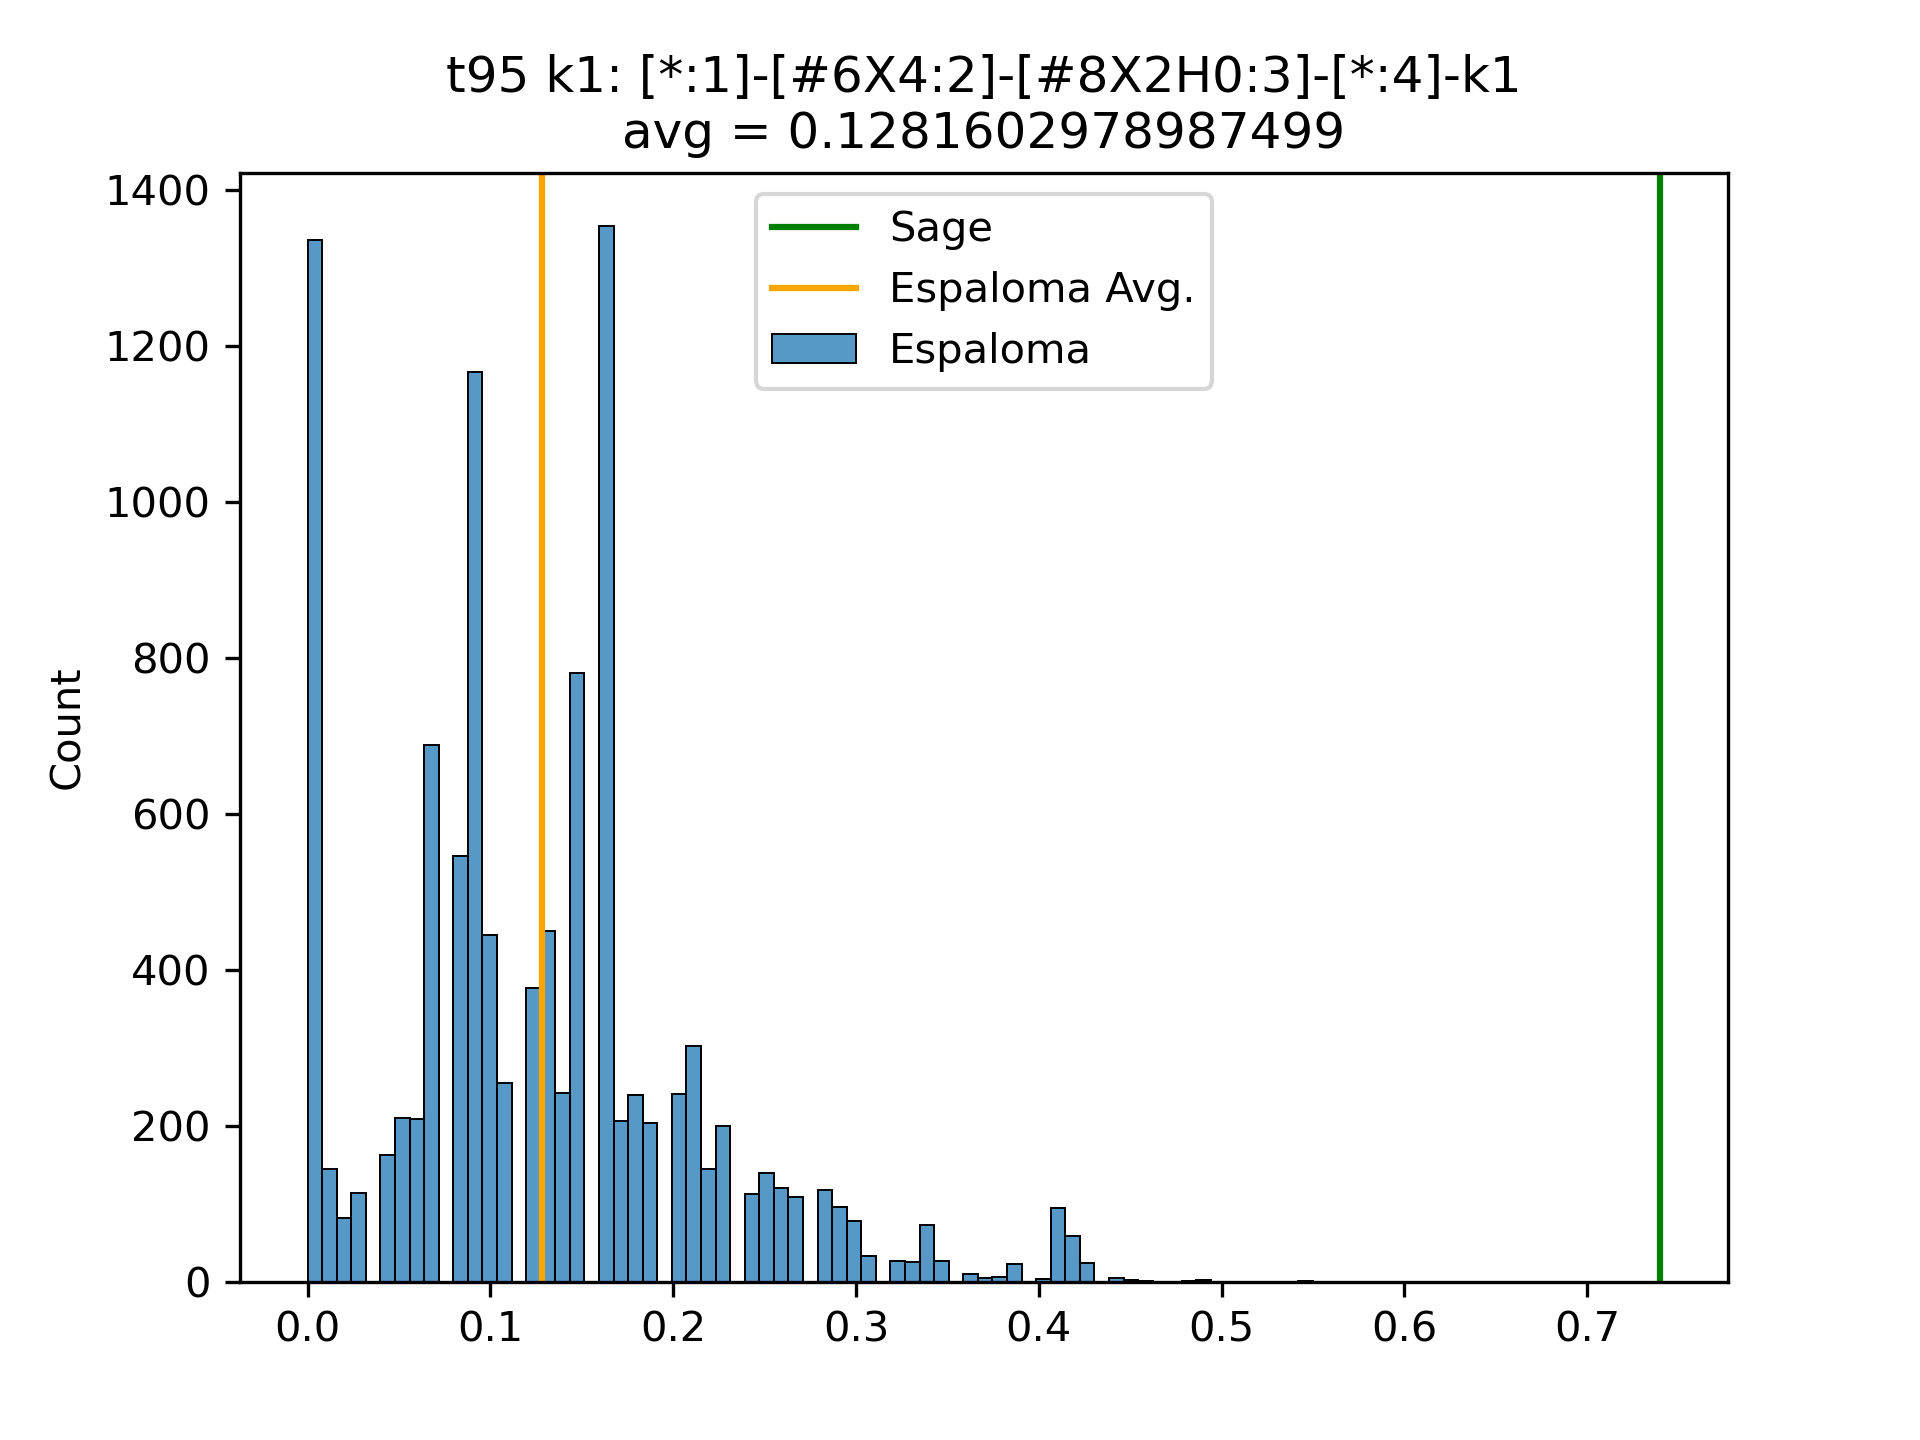 t95 k1: [*:1]-[#6X4:2]-[#8X2H0:3]-[*:4]-k1
avg = 0.1281602978987499
Sage
Espaloma Avg.
Espaloma
Count
1400
1200
1000
800
600
400
200
0
0.0 0.1 0.2 0.3 0.4 0.5 0.6 0.7